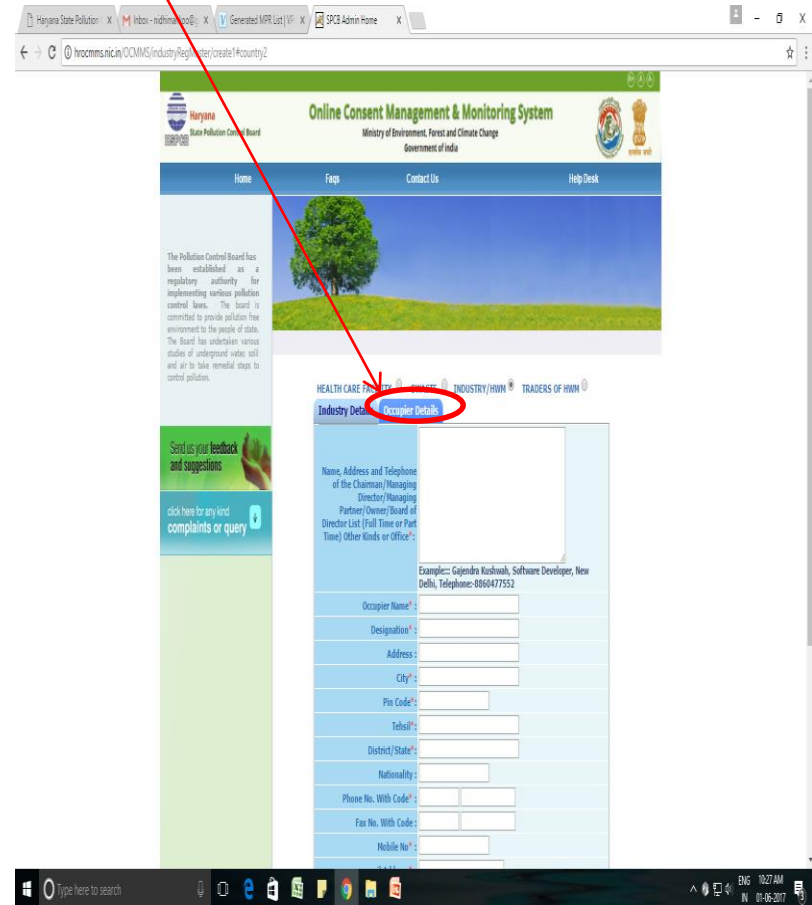 Haryana State Pollution
Inbox - nidhima
Generated MPR List | VF
SPCB Admin Home
hrocmms.nic.in/OCMMS/industryRegMaster/create1#country2
Haryana
State Pollution Control Board
HSPCB
Online Consent Management & Monitoring System
Ministry of Environment, Forest and Climate Change
Government of india
Home
Faqs
Contact Us
Help Desk
The Pollution Control Board has
been established as a
regulatory authority for
implementing various pollution
control laws. The board is
committed to provide pollution free
environment to the people of state.
The Board has undertaken various
studies of underground water, soil
and air to take remedial steps to
control pollution.
Send us your feedback
and suggestions
click here for any kind
complaints or query
HEALTH CARE INDUSTRY/HWM TRADERS OF HWM
Industry Details Occupier Details
Name, Address and Telephone
of the Chairman/Managing
Director/Managing
Partner/Owner/Board of
Director List (Full Time or Part
Time) Other Kinds or Office*:
Example::: Gajendra Kushwah, Software Developer, New
Delhi, Telephone:-8860477552
Occupier Name* :
Designation* :
Address :
City* :
Pin Code*:
Tehsil*:
District/State*:
Nationality :
Phone No. With Code* :
Fax No. With Code :
Mobile No* :
Type here to search
ENG 10:27 AM
IN 01-06-2017